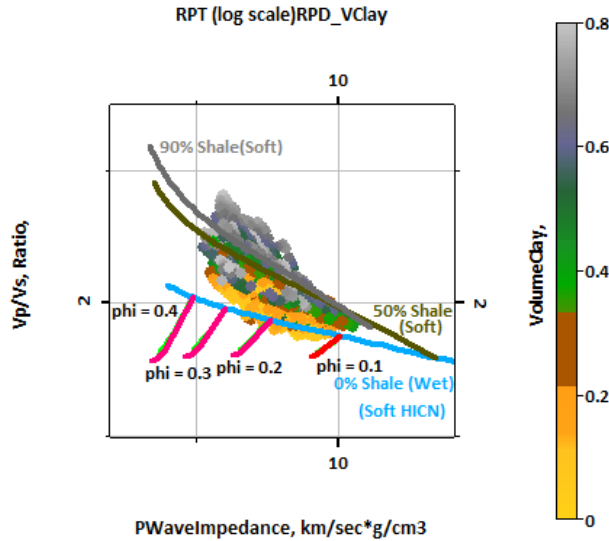 RPT (log scale)RPD_VClay
10
0.8
90% Shale(Soft)
0.6
Vp/Vs, Ratio,
VolumeClay,
0.4
2
2
phi = 0.4
50% Shale
(Soft)
phi = 0.3
phi = 0.2
phi = 0.1
0% Shale (Wet)
(Soft HICN)
0.2
10
0
PWaveImpedance, km/sec*g/cm3